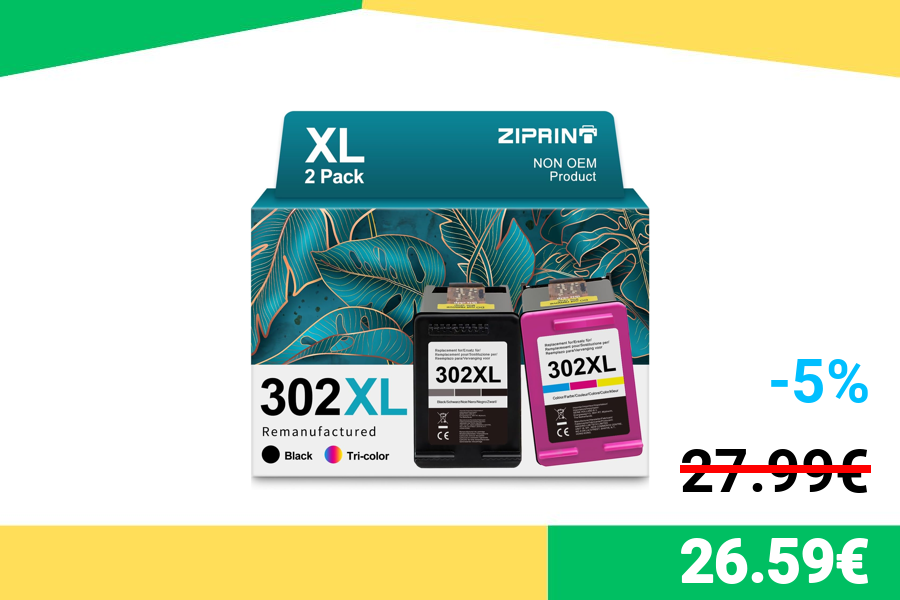 XL
2 Pack
ZIPRINT
NON OEM
Product
302XL
302XL
302XL
Remanufactured
Black
Tri-color
-5%
27.99€
26.59€